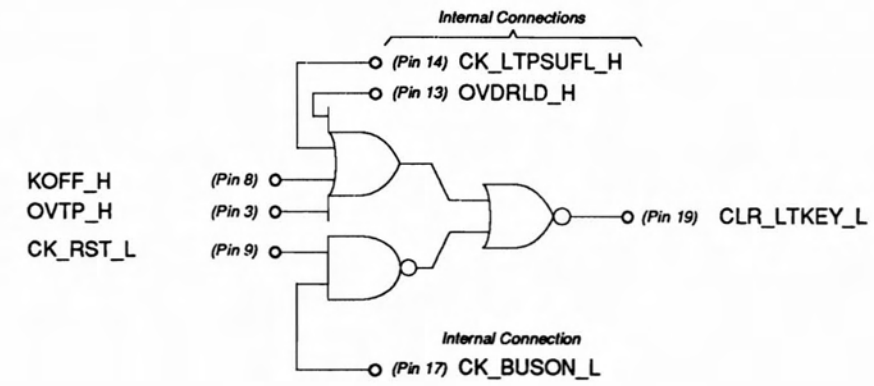 Internal Connections
(Pin 14) CK_LTPSUFL_H
(Pin 13) OVDRLD_H
KOFF_H (Pin 8)
OVTP_H (Pin 3)
(Pin 19) CLR_LTKEY_L
CK_RST_L (Pin 9)
Internal Connection
(Pin 17) CK_BUSON_L